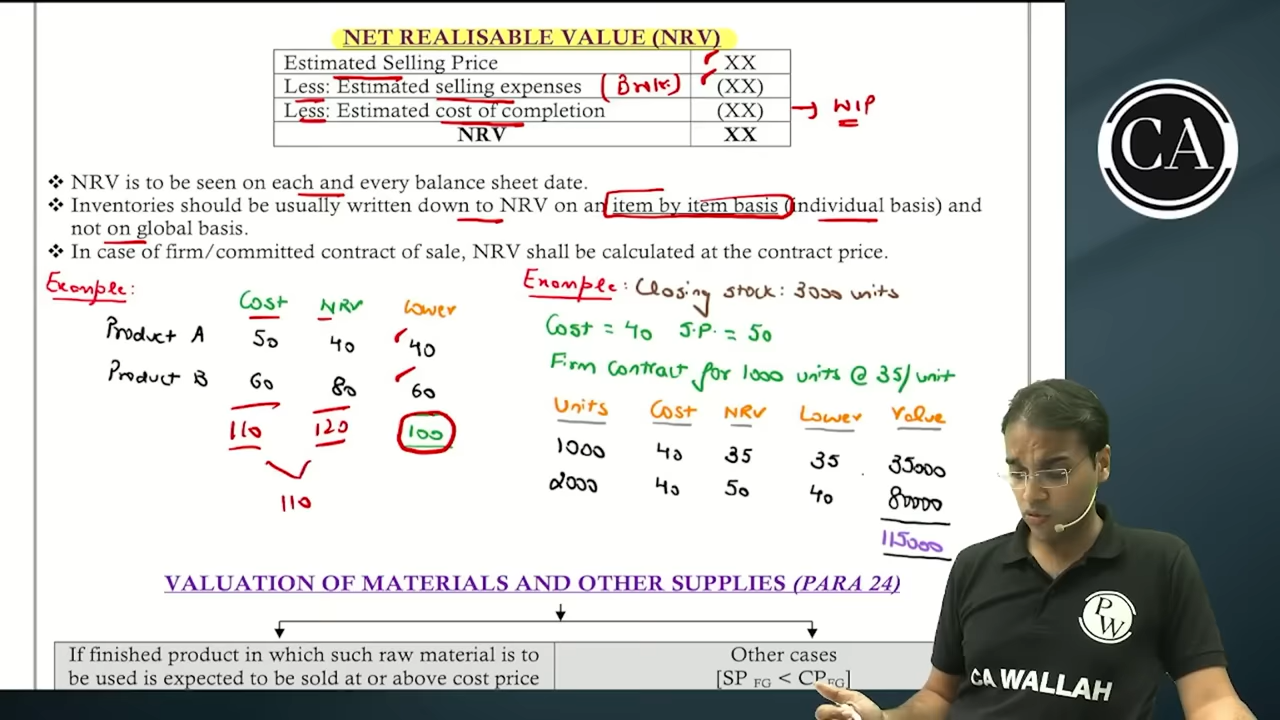 NET REALISABLE VALUE (NRV)
Estimated Selling Price XX
Less: Estimated selling expenses (Brok.) (XX)
Less: Estimated cost of completion (XX) → WIP
NRV XX
❖ NRV is to be seen on each and every balance sheet date.
❖ Inventories should be usually written down to NRV on an item by item basis (individual basis) and
not on global basis.
❖ In case of firm/committed contract of sale, NRV shall be calculated at the contract price.
Example:
Cost NRV Lower
Product A 50 40 40
Product B 60 80 60
110 120 100
110
Example: Closing stock: 3000 units
Cost = 40 S.P. = 50
Firm Contract for 1000 units @ 35/unit
Units Cost NRV Lower Value
1000 40 35 35 35000
2000 40 50 40 80000
115000
VALUATION OF MATERIALS AND OTHER SUPPLIES (PARA 24)
If finished product in which such raw material is to
be used is expected to be sold at or above cost price
Other cases
[SP FG < CP FG]
CA
PW
CA WALLAH